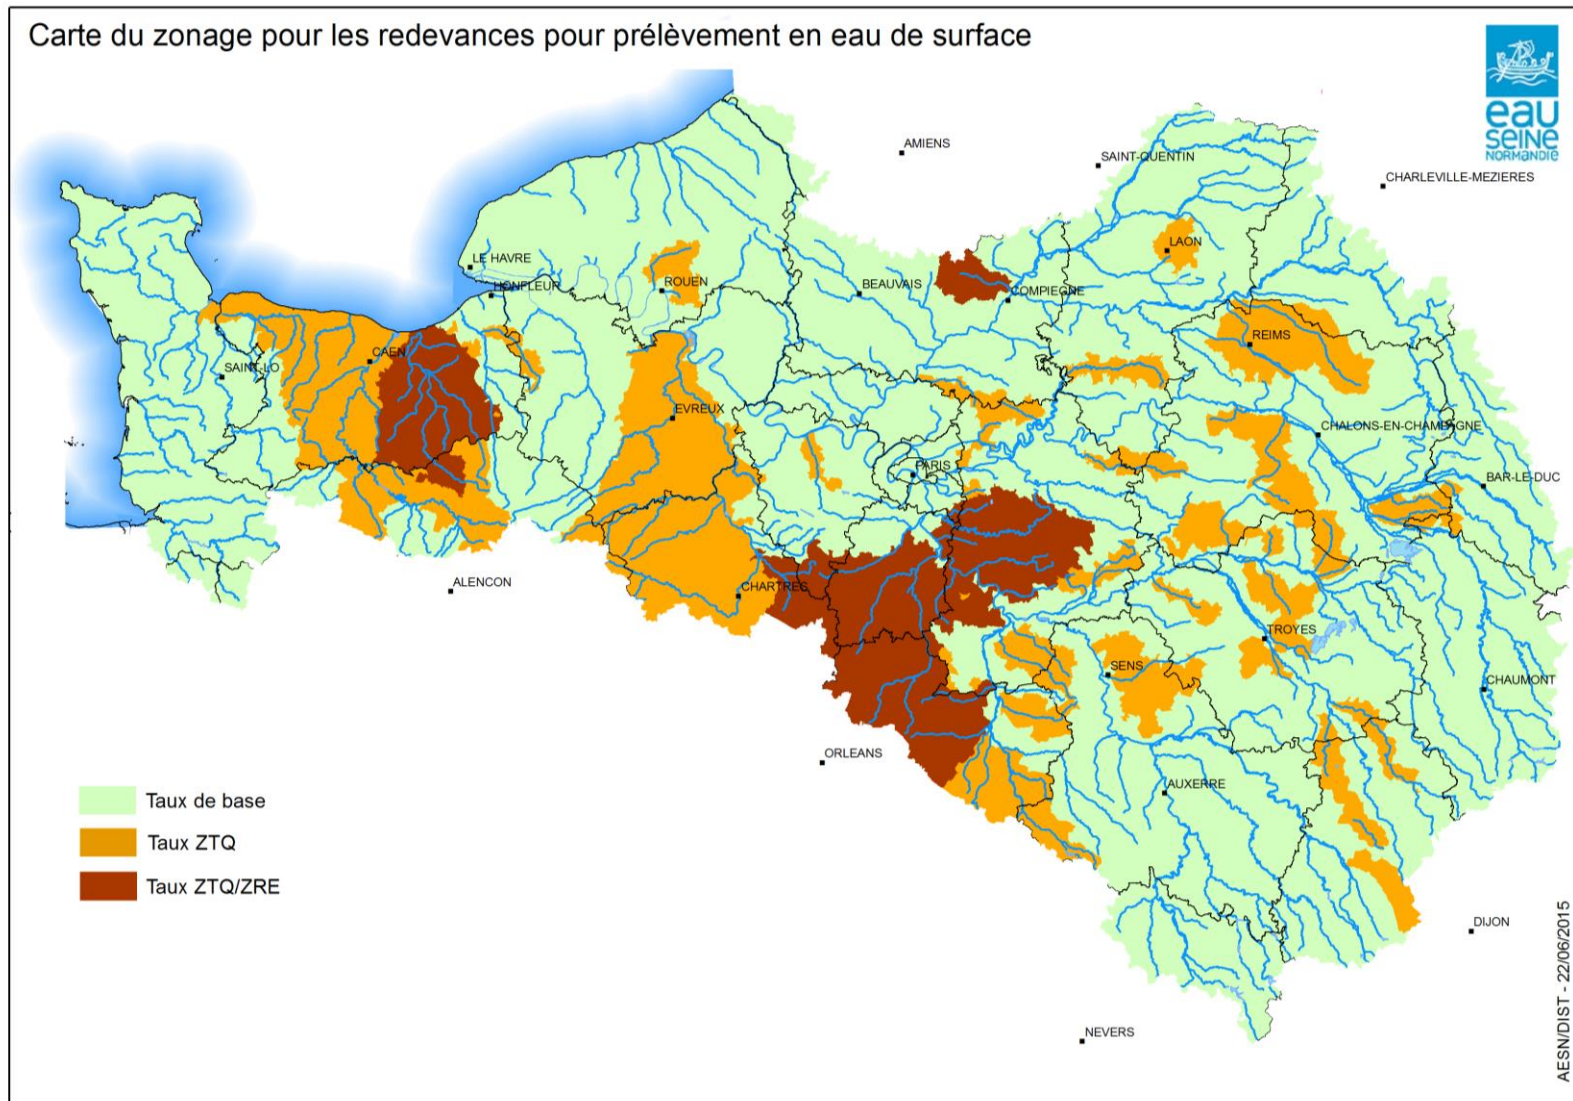 Carte du zonage pour les redevances pour prélèvement en eau de surface
eau
SEINE
NORMANDIE
AMIENS
SAINT-QUENTIN
CHARLEVILLE-MEZIERES
LAON
LE HAVRE
ROUEN
BEAUVAIS
COMPIEGNE
HONFLEUR
REIMS
CAEN
SAINT-LO
EVREUX
CHALONS-EN-CHAMPAGNE
PARIS
BAR-LE-DUC
ALENCON
CHARTRES
TROYES
SENS
CHAUMONT
ORLEANS
AUXERRE
Taux de base
Taux ZTQ
Taux ZTQ/ZRE
DIJON
NEVERS
AESN/DIST - 22/06/2015